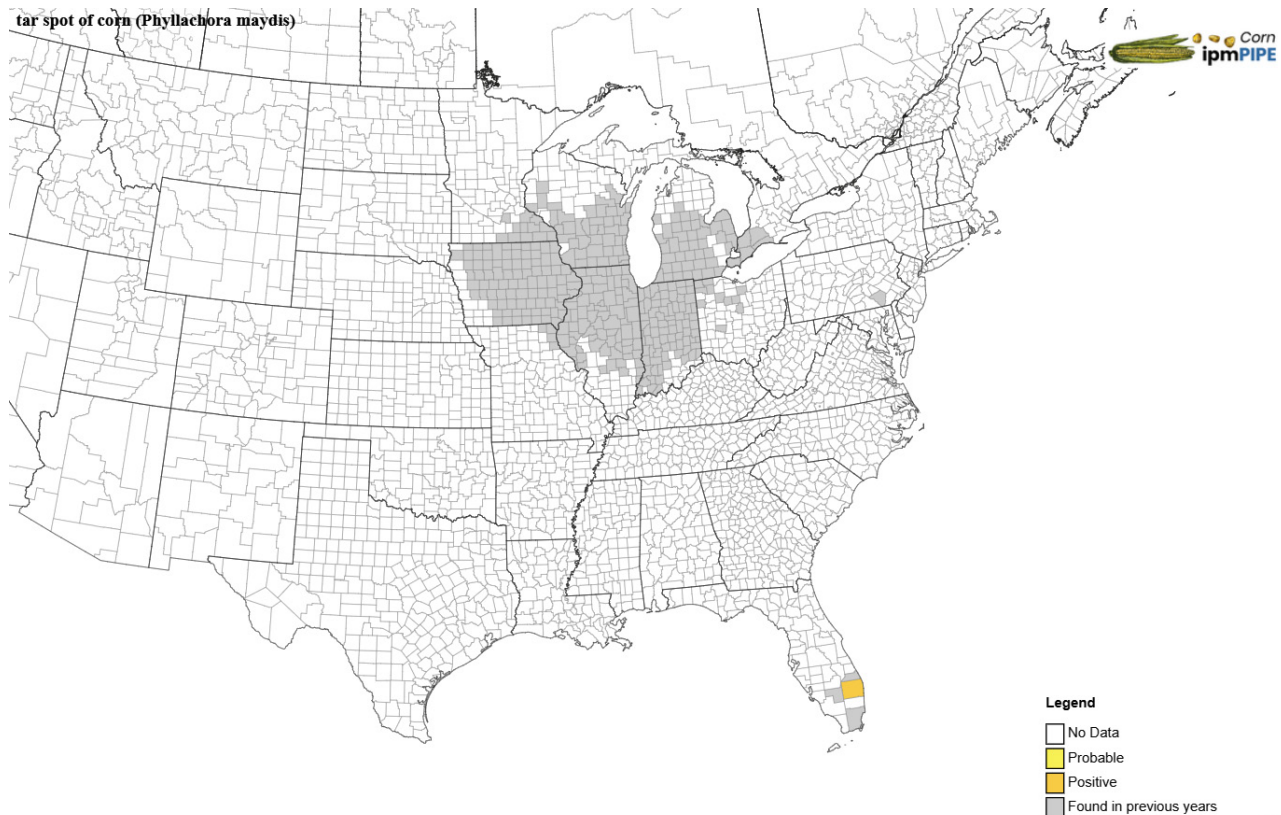 tar spot of corn (Phyllachora maydis)
Corn
ipmPIPE
Legend
No Data
Probable
Positive
Found in previous years